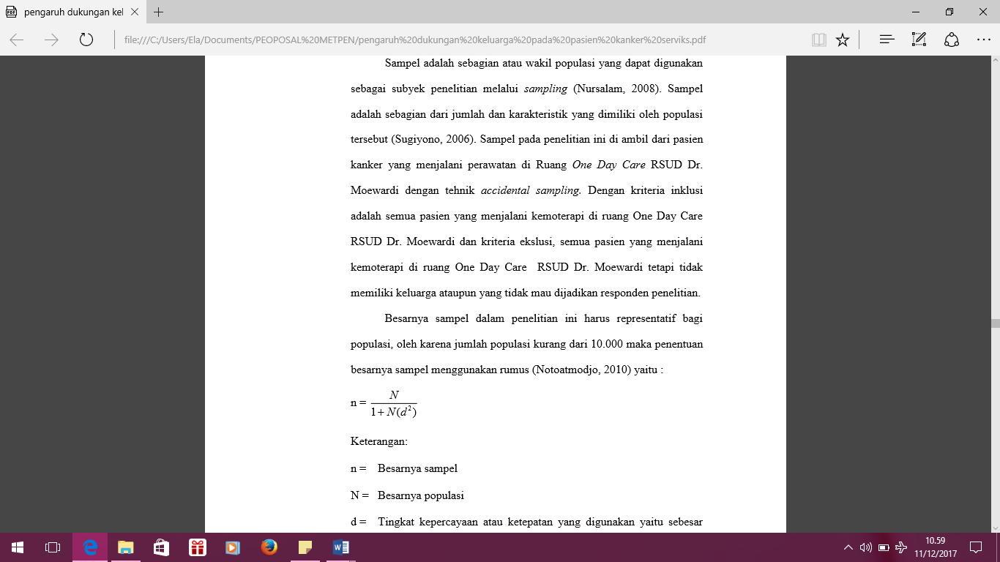 pengaruh dukungan kel
file:///C:/Users/Ela/Documents/PEOPOSAL%20METPEN/pengaruh%20dukungan%20keluarga%20pada%20pasien%20kanker%20serviks.pdf
Sampel adalah sebagian atau wakil populasi yang dapat digunakan
sebagai subyek penelitian melalui sampling (Nursalam, 2008). Sampel
adalah sebagian dari jumlah dan karakteristik yang dimiliki oleh populasi
tersebut (Sugiyono, 2006). Sampel pada penelitian ini di ambil dari pasien
kanker yang menjalani perawatan di Ruang One Day Care RSUD Dr.
Moewardi dengan tehnik accidental sampling. Dengan kriteria inklusi
adalah semua pasien yang menjalani kemoterapi di ruang One Day Care
RSUD Dr. Moewardi dan kriteria ekslusi, semua pasien yang menjalani
kemoterapi di ruang One Day Care RSUD Dr. Moewardi tetapi tidak
memiliki keluarga ataupun yang tidak mau dijadikan responden penelitian.
Besarnya sampel dalam penelitian ini harus representatif bagi
populasi, oleh karena jumlah populasi kurang dari 10.000 maka penentuan
besarnya sampel menggunakan rumus (Notoatmodjo, 2010) yaitu :
n = N
1 + N(d²)
Keterangan:
n = Besarnya sampel
N = Besarnya populasi
d = Tingkat kepercayaan atau ketepatan yang digunakan yaitu sebesar
10.59
11/12/2017